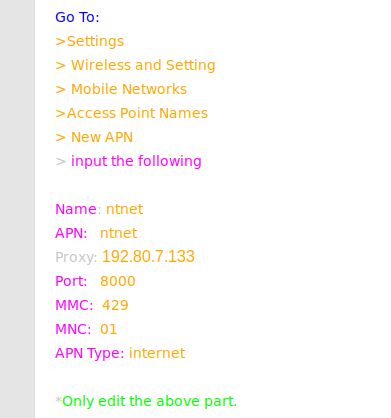 Go To:
>Settings
> Wireless and Setting
> Mobile Networks
>Access Point Names
> New APN
> input the following
Name: ntnet
APN: ntnet
Proxy: 192.80.7.133
Port: 8000
MMC: 429
MNC: 01
APN Type: internet
*Only edit the above part.